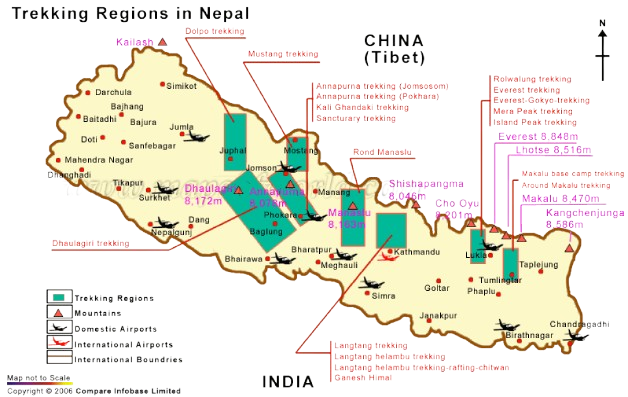 Trekking Regions in Nepal
Dolpo trekking
Mustang trekking
Kailash
CHINA
(Tibet)
N
Annapurna trekking (Jomsosom)
Annapurna trekking (Pokhara)
Kali Ghandaki trekking
Sancturary trekking
Rond Manaslu
Rolwalung trekking
Everest trekking
Everest-Gokyo-trekking
Mera Peak trekking
Island Peak trekking
Everest 8,848m
Lhotse 8,516m
Makalu base camp trekking
Around Makalu trekking
Makalu 8,470m
Kangchenjunga
8,586m
Shishapangma
8,046m
Cho Oyu
8,201m
Simikot
Darchula
Bajhang
Baitadhi
Bajura
Jumla
Doti
Sanfebagar
Mahendra Nagar
Dhanghadi
Tikapur
Surkhet
Nepalgunj
Dang
Juphal
Mostang
Jomson
Dhaulagiri
8,172m
Annapurna
8,078m
Manang
Manaslu
8,163m
Phokora
Baglung
Bhairawa
Bharatpur
Meghauli
Kathmandu
Simra
Lukla
Tumlingtar
Taplejung
Goltar
Phaplu
Janakpur
Birathnagar
Chandragadhi
Dhaulagiri trekking
Langtang trekking
Langtang helambu trekking
Langtang helambu trekking-rafting-chitwan
Ganesh Himal
INDIA
Trekking Regions
Mountains
Domestic Airports
International Airports
International Boundries
Map not to Scale
Copyright © 2006 Compare Infobase Limited